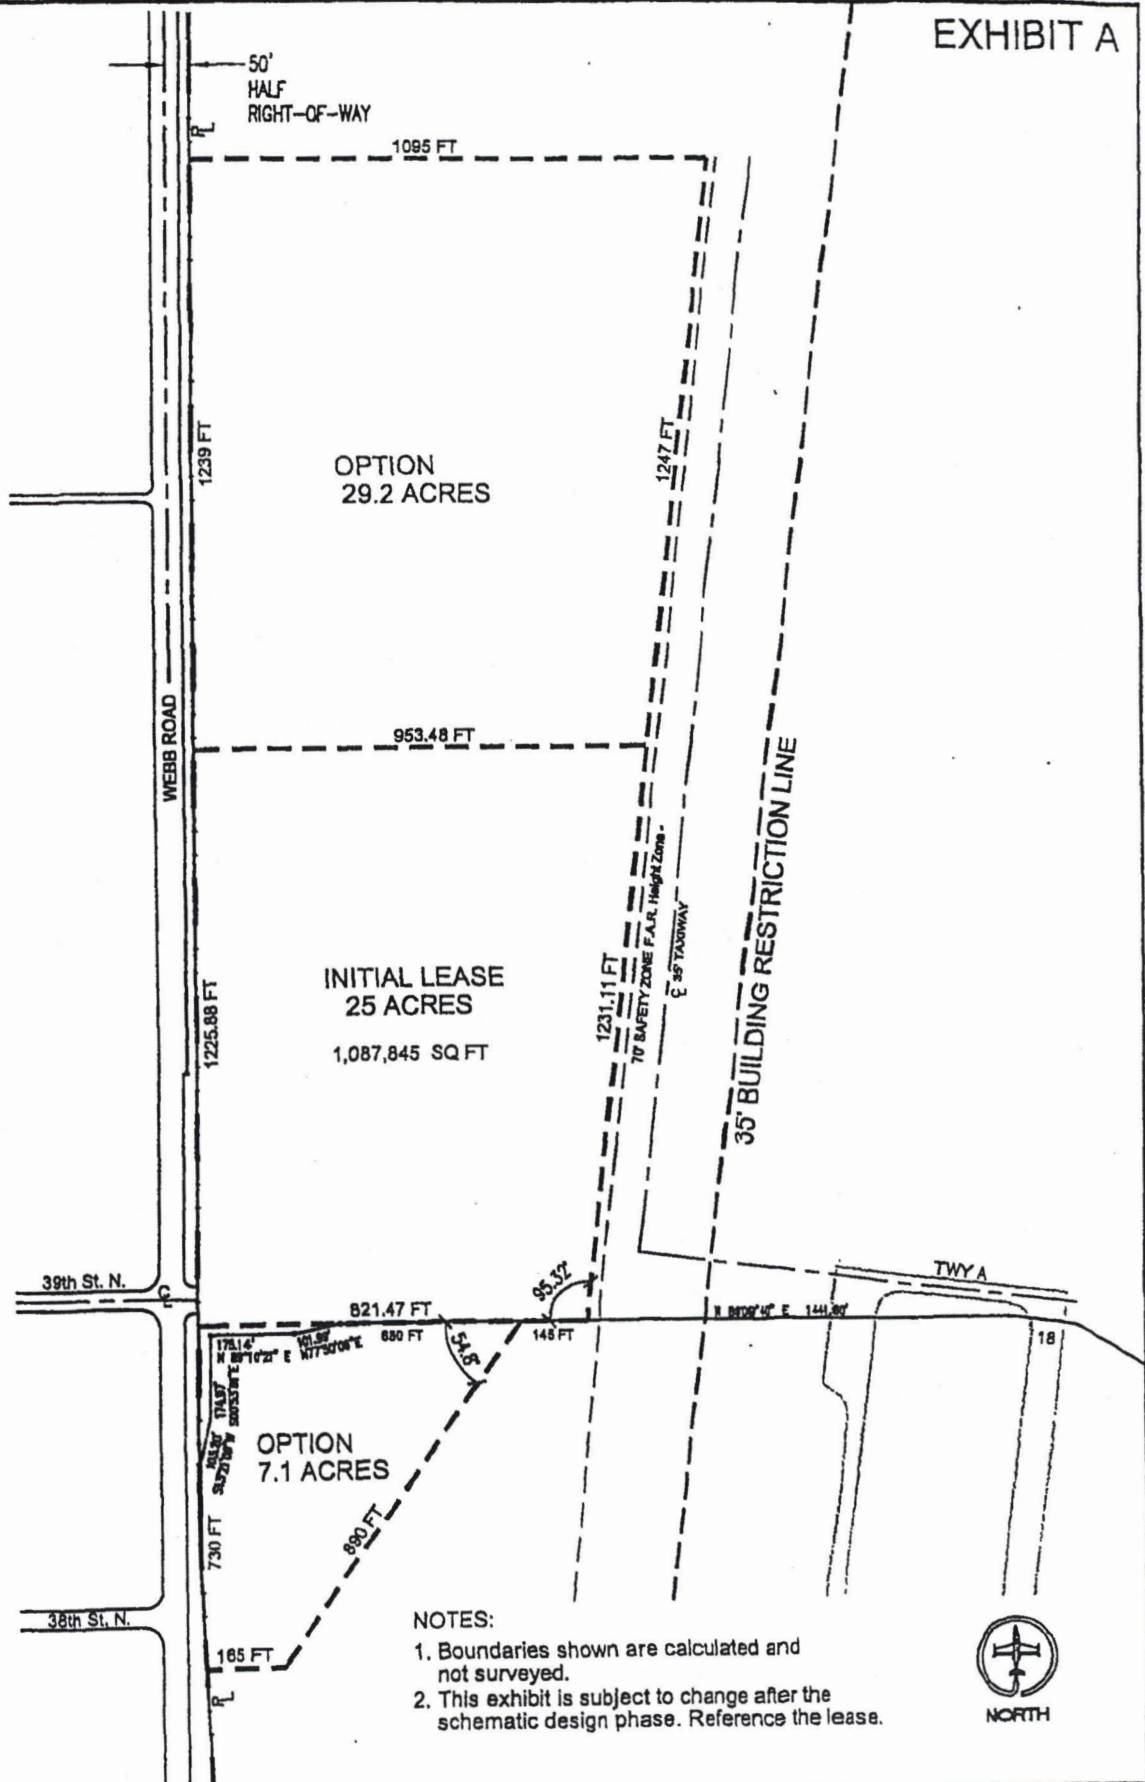 EXHIBIT A
50'
HALF
RIGHT-OF-WAY
PL
1095 FT
1239 FT
1247 FT
OPTION
29.2 ACRES
WEBB ROAD
953.48 FT
35' BUILDING RESTRICTION LINE
70' SAFETY ZONE F.A.R. Height Zone -
CL 35' TAXIWAY
INITIAL LEASE
25 ACRES
1,087,845 SQ FT
1225.88 FT
1231.11 FT
39th St. N.
CL
95.32°
TWY A
821.47 FT
680 FT
145 FT
54.8°
18
OPTION
7.1 ACRES
730 FT
890 FT
38th St. N.
165 FT
PL
NOTES:
1. Boundaries shown are calculated and
not surveyed.
2. This exhibit is subject to change after the
schematic design phase. Reference the lease.
NORTH